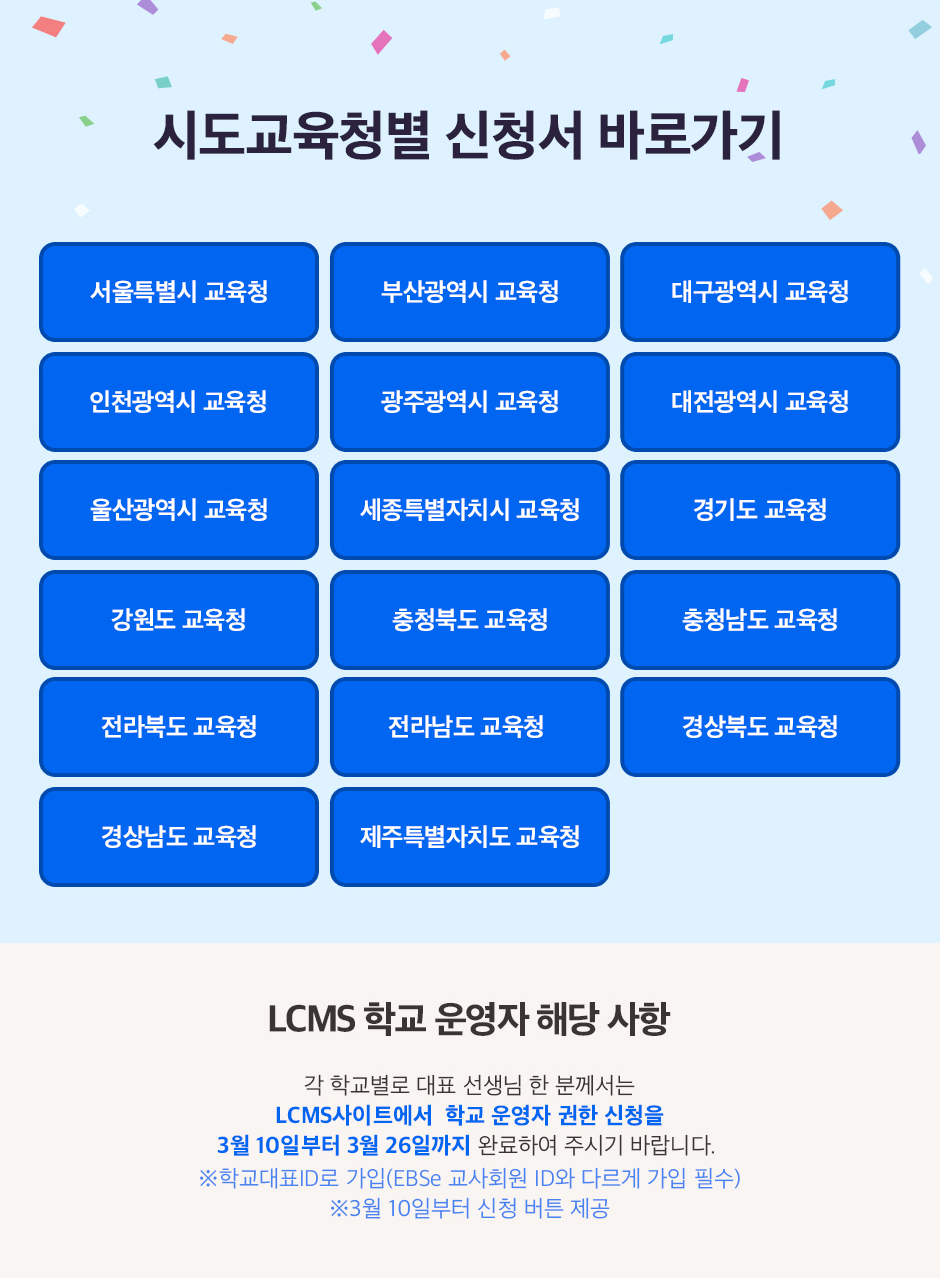 시도교육청별 신청서 바로가기
서울특별시 교육청
부산광역시 교육청
대구광역시 교육청
인천광역시 교육청
광주광역시 교육청
대전광역시 교육청
울산광역시 교육청
세종특별자치시 교육청
경기도 교육청
강원도 교육청
충청북도 교육청
충청남도 교육청
전라북도 교육청
전라남도 교육청
경상북도 교육청
경상남도 교육청
제주특별자치도 교육청
LCMS 학교 운영자 해당 사항
각 학교별로 대표 선생님 한 분께서는
LCMS사이트에서 학교 운영자 권한 신청을
3월 10일부터 3월 26일까지 완료하여 주시기 바랍니다.
※학교대표ID로 가입(EBSe 교사회원 ID와 다르게 가입 필수)
※3월 10일부터 신청 버튼 제공